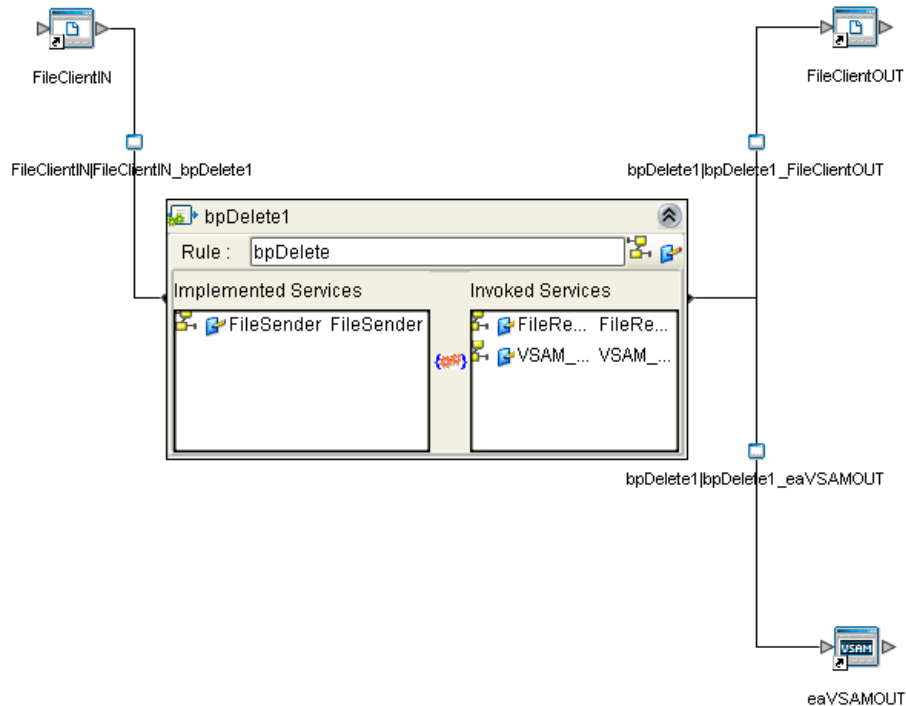 FileClientIN
FileClientOUT
FileClientIN|FileClientIN_bpDelete1
bpDelete1|bpDelete1_FileClientOUT
bpDelete1
Rule : bpDelete
Implemented Services
Invoked Services
FileSender FileSender
FileRe... FileRe...
VSAM_... VSAM_...
bpDelete1|bpDelete1_eaVSAMOUT
VSAM
eaVSAMOUT